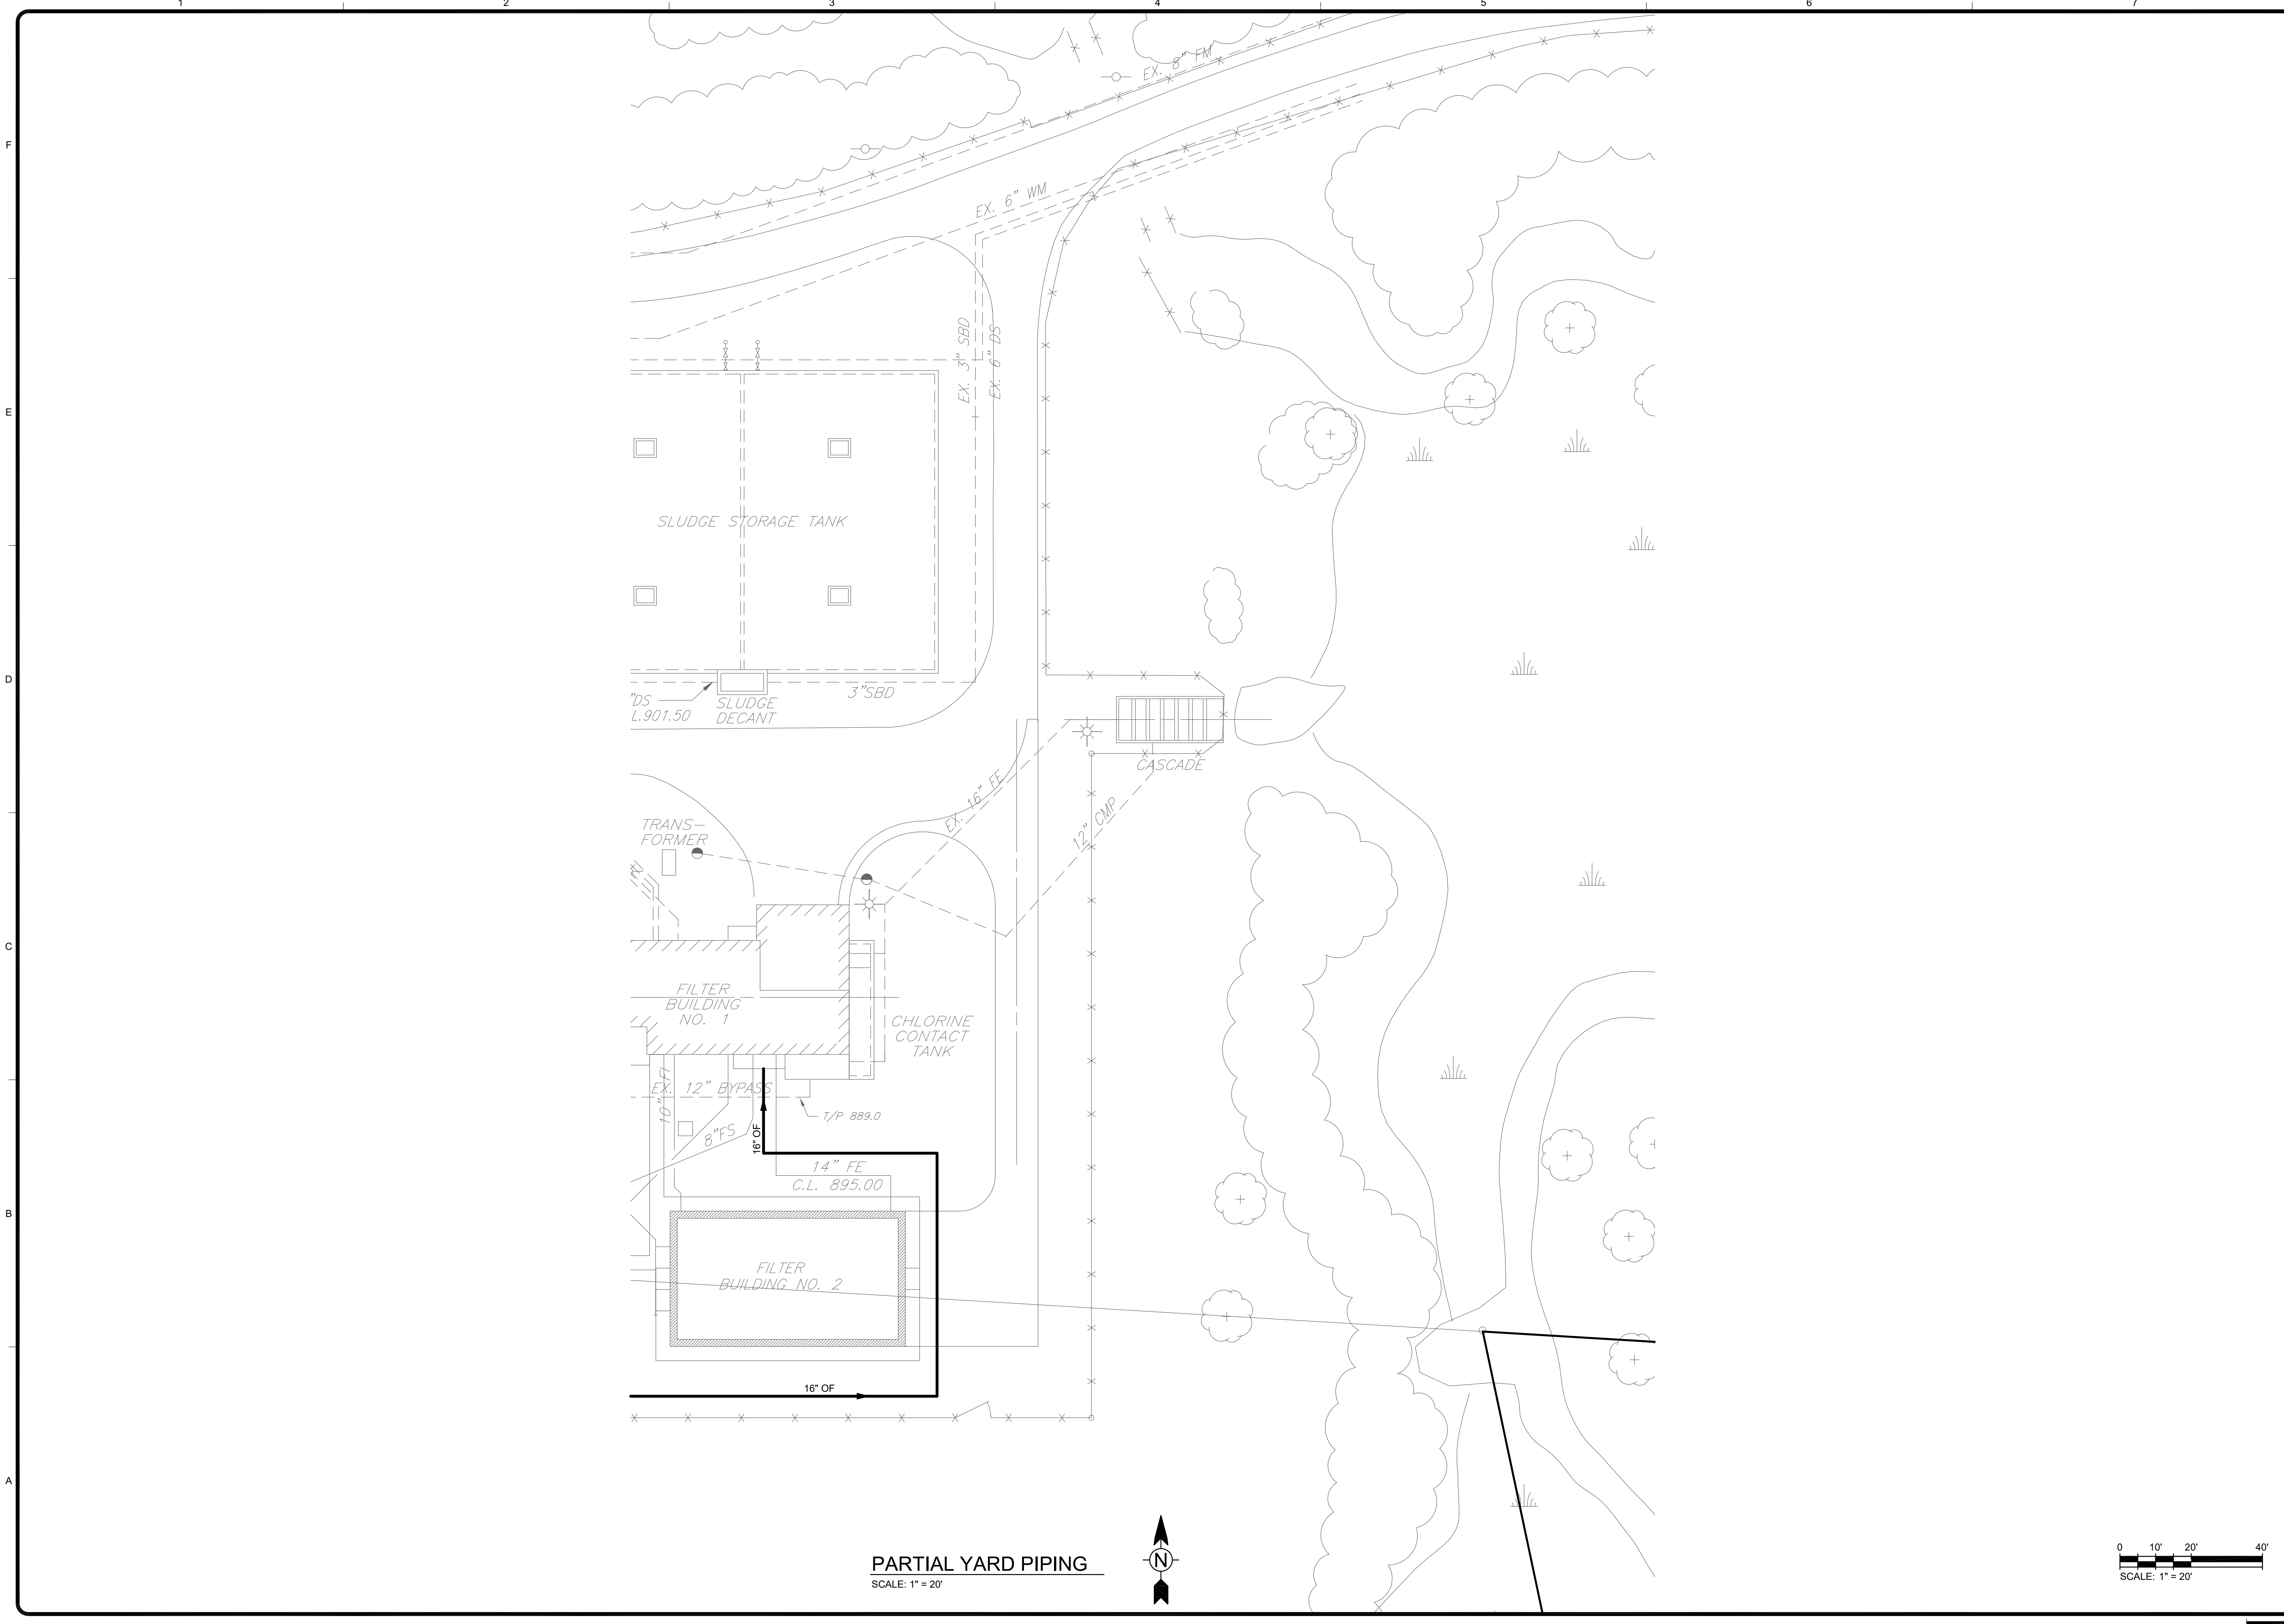 1
2
3
4
5
6
7
F
E
D
C
B
A
EX. 8" FM
EX. 6" WM
EX. 3" SBD
EX. 6" DS
SLUDGE STORAGE TANK
"DS
L.901.50
SLUDGE
DECANT
3"SBD
CASCADE
EX. 16" FE
12" CMP
TRANS-
FORMER
FILTER
BUILDING
NO. 1
CHLORINE
CONTACT
TANK
10" FI
EX. 12" BYPASS
T/P 889.0
8"FS
16" OF
14" FE
C.L. 895.00
FILTER
BUILDING NO. 2
16" OF
PARTIAL YARD PIPING
SCALE: 1" = 20'
N
0 10' 20' 40'
SCALE: 1" = 20'